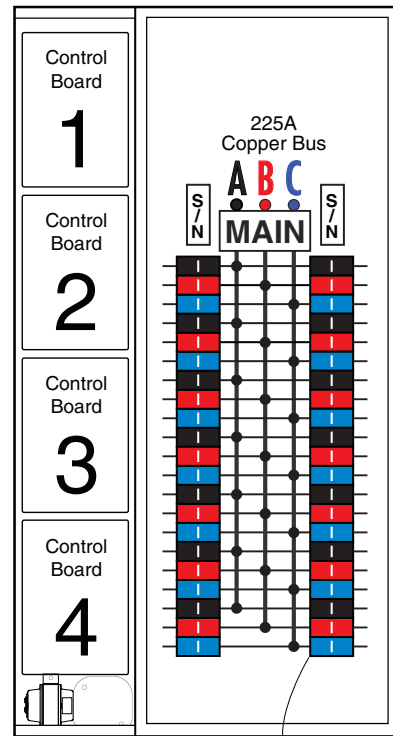 Control
Board
1
Control
Board
2
Control
Board
3
Control
Board
4
225A
Copper Bus
A B C
S/N
MAIN
S/N